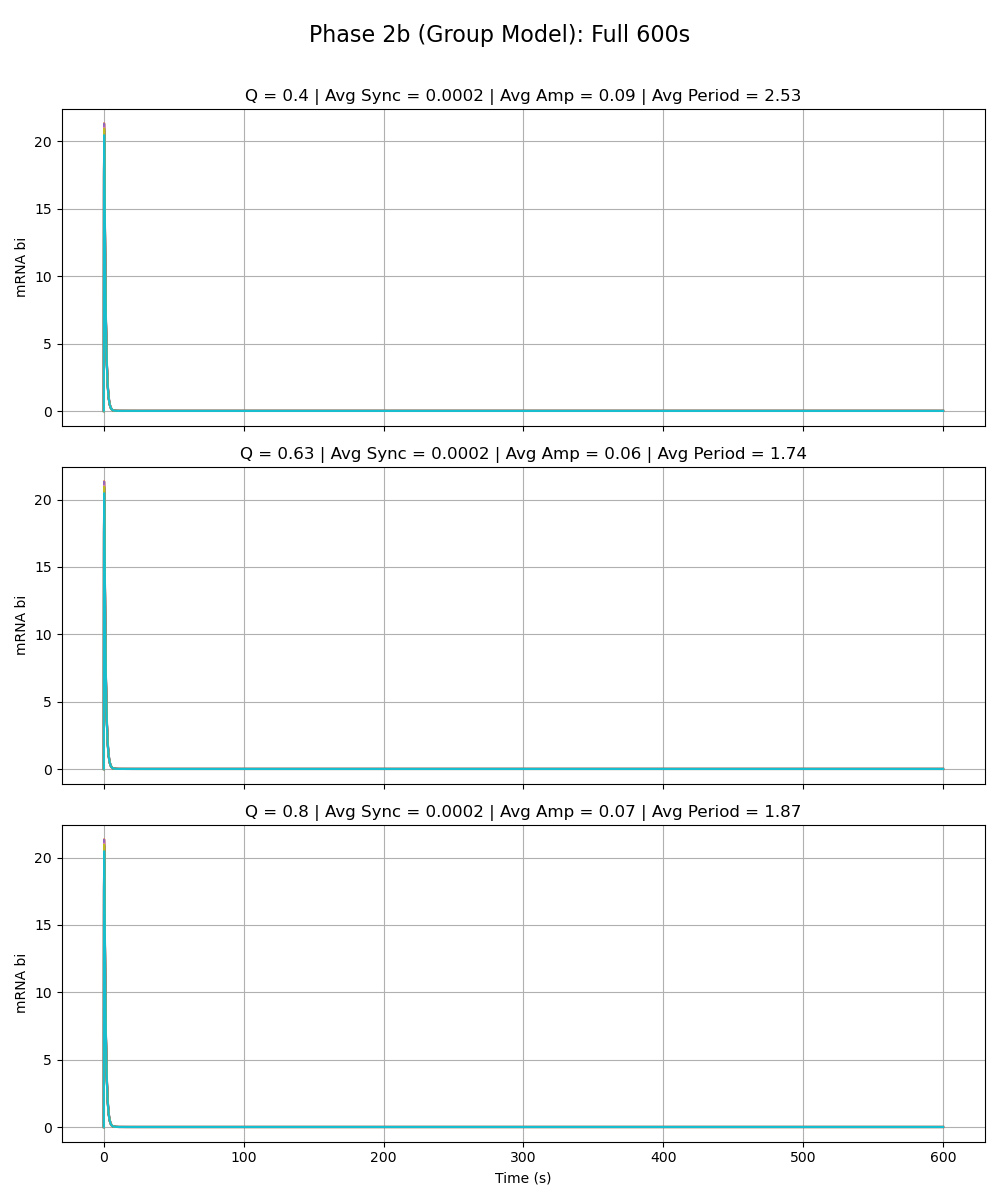 Phase 2b (Group Model): Full 600s
Q = 0.4 | Avg Sync = 0.0002 | Avg Amp = 0.09 | Avg Period = 2.53
20
15
10
5
0
mRNA bi
Q = 0.63 | Avg Sync = 0.0002 | Avg Amp = 0.06 | Avg Period = 1.74
20
15
10
5
0
mRNA bi
Q = 0.8 | Avg Sync = 0.0002 | Avg Amp = 0.07 | Avg Period = 1.87
20
15
10
5
0
mRNA bi
0 100 200 300 400 500 600
Time (s)